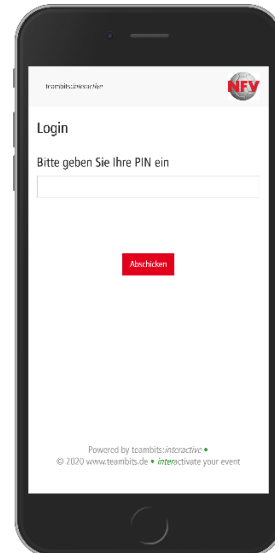 teambits:interactive
NFV
Login
Bitte geben Sie Ihre PIN ein
Abschicken
Powered by teambits:interactive •
© 2020 www.teambits.de • interactivate your event